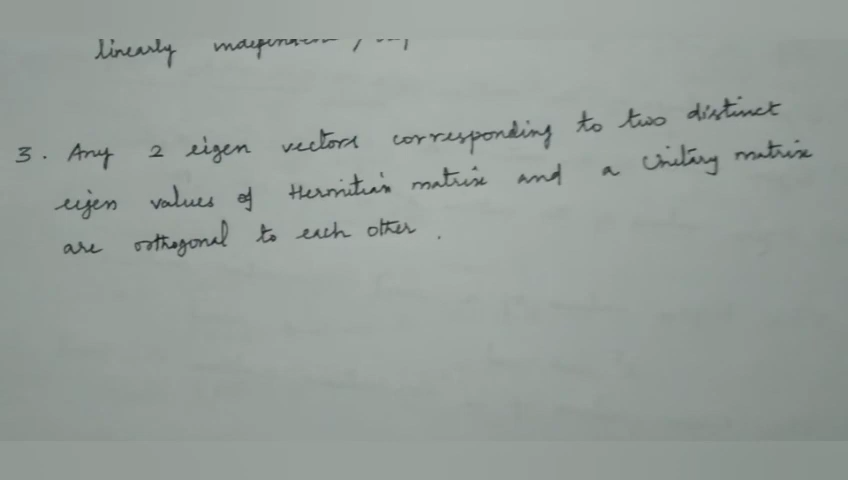 linearly
3. Any 2 eigen vectors corresponding to two distinct
eigen values of Hermitian matrix and a Unitary matrix
are orthogonal to each other.